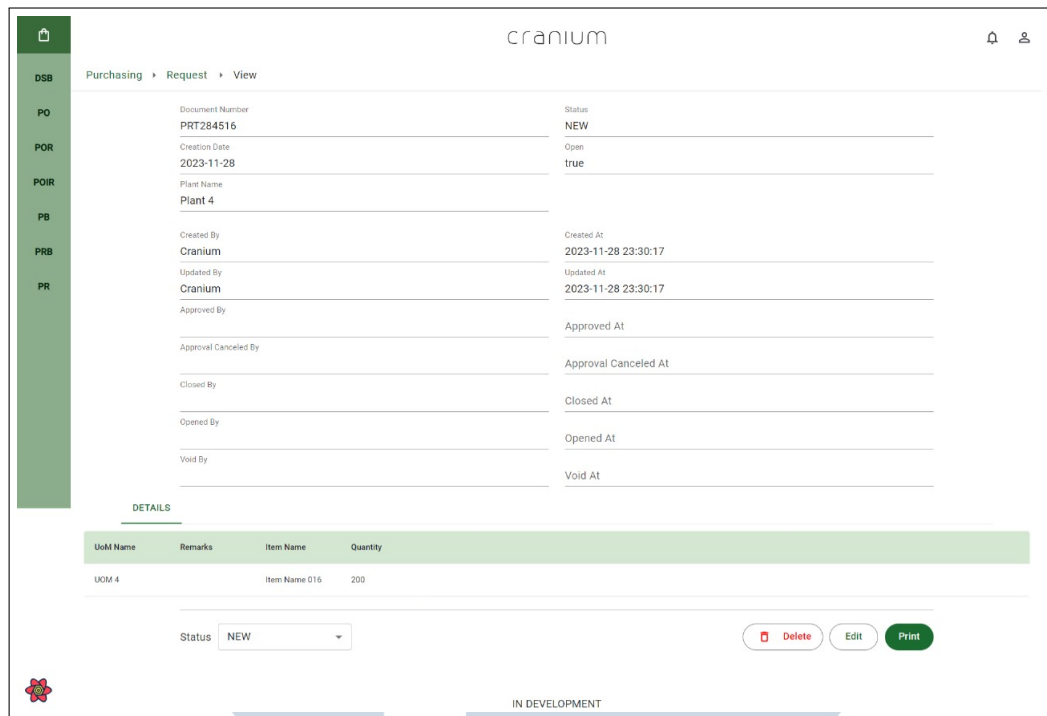 cranium
DSB
PO
POR
POIR
PB
PRB
PR
Purchasing Request View
Document Number Status
PRT284516 NEW
Creation Date Open
2023-11-28 true
Plant Name
Plant 4
Created By Created At
Cranium 2023-11-28 23:30:17
Updated By Updated At
Cranium 2023-11-28 23:30:17
Approved By
Approved At
Approval Canceled By
Approval Canceled At
Closed By
Closed At
Opened By
Opened At
Void By
Void At
DETAILS
UoM Name Remarks Item Name Quantity
UOM 4 Item Name 016 200
Status NEW Delete Edit Print
IN DEVELOPMENT